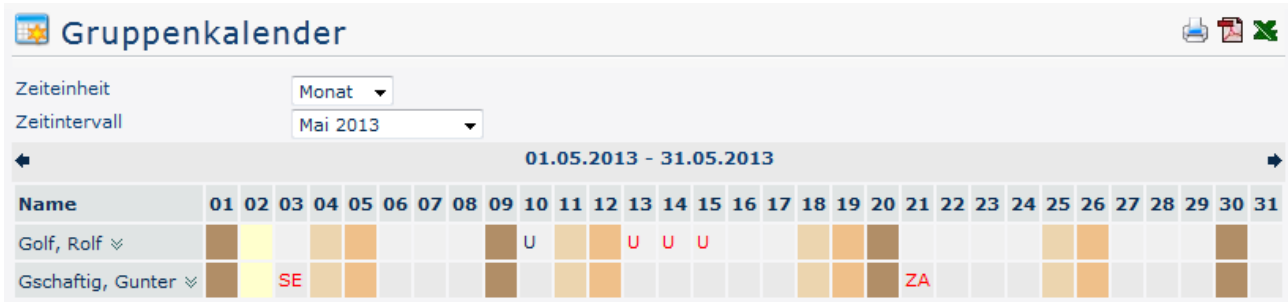 Gruppenkalender
Zeiteinheit Monat
Zeitintervall Mai 2013
01.05.2013 - 31.05.2013
Name 01 02 03 04 05 06 07 08 09 10 11 12 13 14 15 16 17 18 19 20 21 22 23 24 25 26 27 28 29 30 31
Golf, Rolf U U U U
Gschaftig, Gunter SE ZA